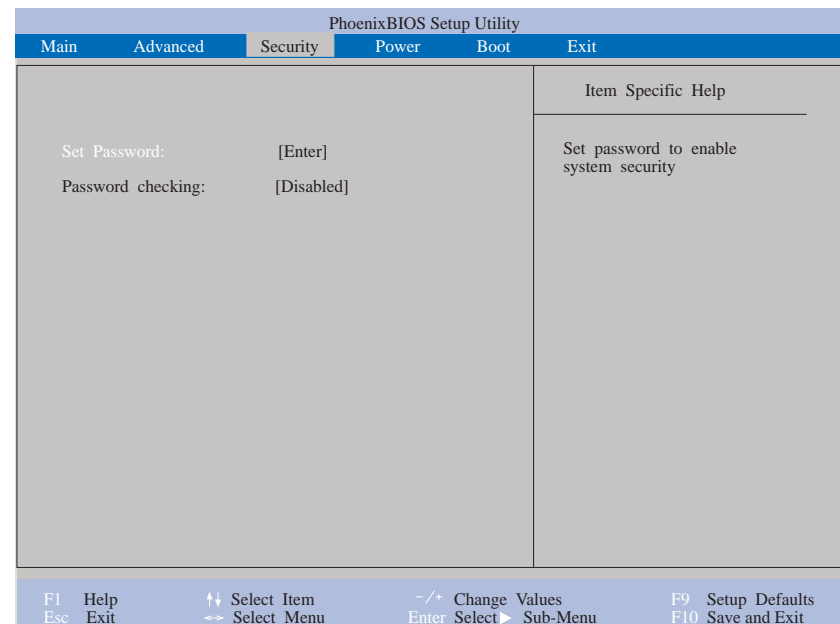 PhoenixBIOS Setup Utility
Main Advanced Security Power Boot Exit
Item Specific Help
Set Password: [Enter]
Password checking: [Disabled]
Set password to enable
system security
F1 Help ↑↓ Select Item -/+ Change Values F9 Setup Defaults
Esc Exit <-> Select Menu Enter Select ▶ Sub-Menu F10 Save and Exit